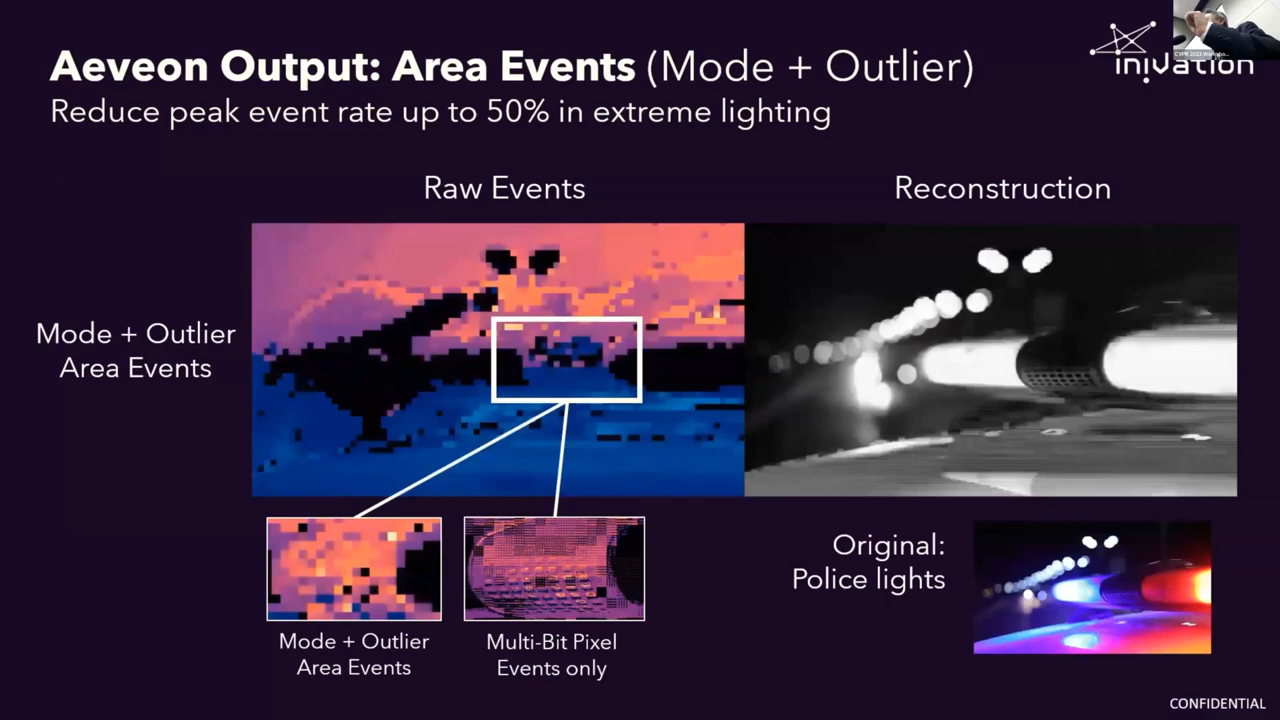 Aeveon Output: Area Events (Mode + Outlier)
Reduce peak event rate up to 50% in extreme lighting
inivation
Raw Events
Reconstruction
Mode + Outlier
Area Events
Original:
Police lights
Mode + Outlier
Area Events
Multi-Bit Pixel
Events only
CONFIDENTIAL